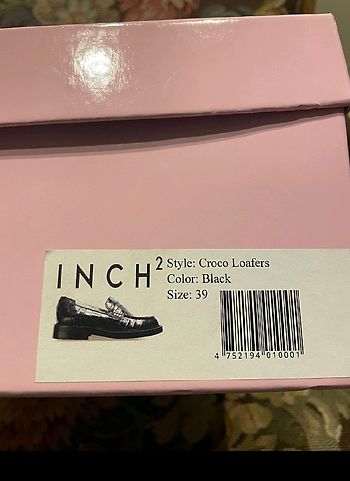 INCH²
Style: Croco Loafers
Color: Black
Size: 39
4 752194 010001